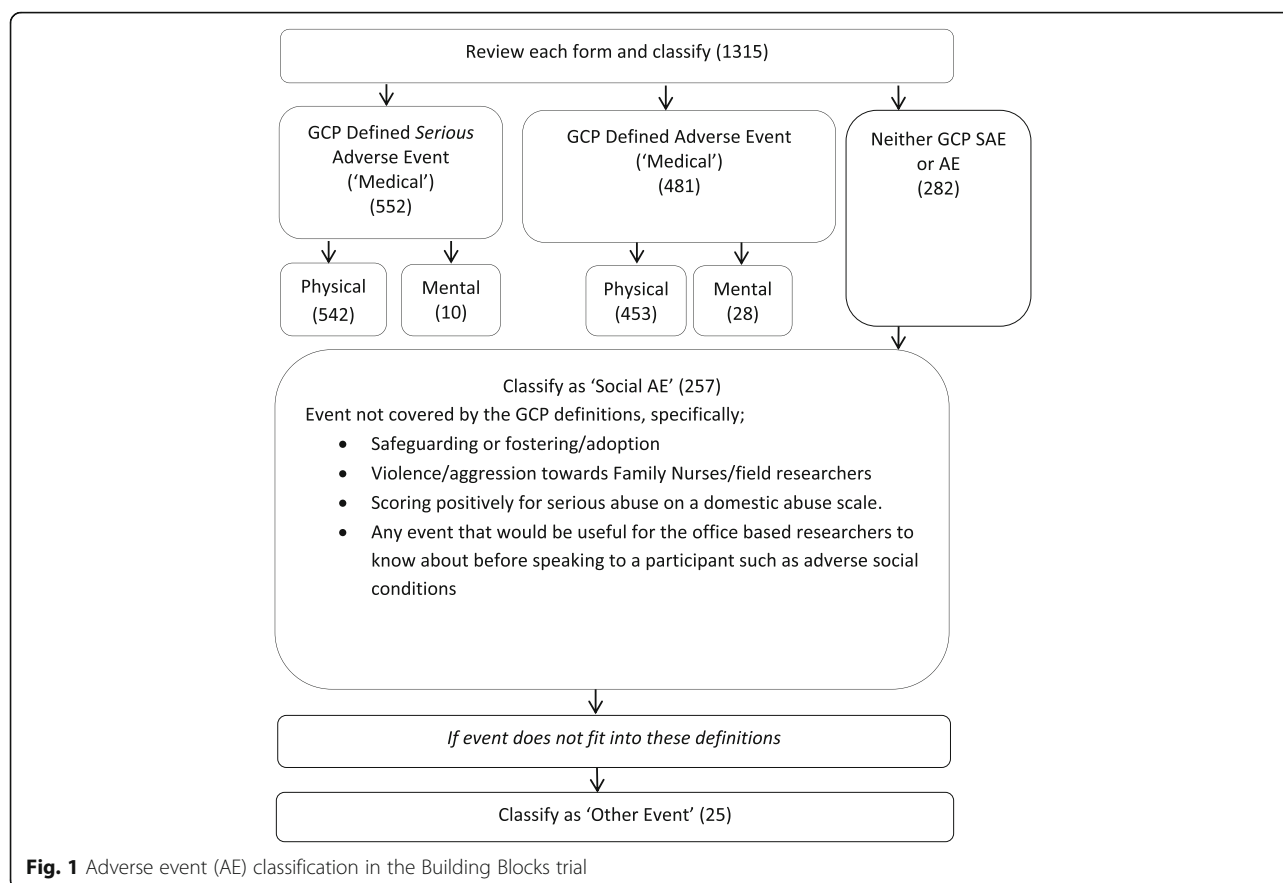 Review each form and classify (1315)
GCP Defined Serious
Adverse Event
(‘Medical’)
(552)
GCP Defined Adverse Event
(‘Medical’)
(481)
Neither GCP SAE
or AE
(282)
Physical
(542)
Mental
(10)
Physical
(453)
Mental
(28)
Classify as ‘Social AE’ (257)
Event not covered by the GCP definitions, specifically;
• Safeguarding or fostering/adoption
• Violence/aggression towards Family Nurses/field researchers
• Scoring positively for serious abuse on a domestic abuse scale.
• Any event that would be useful for the office based researchers to
know about before speaking to a participant such as adverse social
conditions
If event does not fit into these definitions
Classify as ‘Other Event’ (25)
Fig. 1 Adverse event (AE) classification in the Building Blocks trial